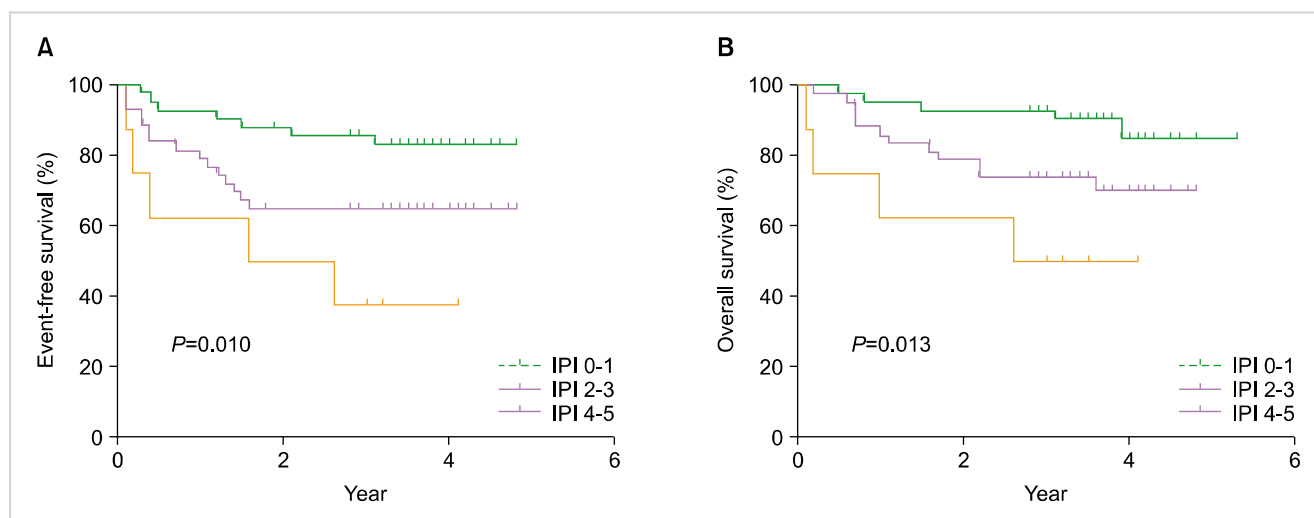 A
Event-free survival (%)
100
80
60
40
20
0
P=0.010
IPI 0-1
IPI 2-3
IPI 4-5
0 2 4 6
Year
B
Overall survival (%)
100
80
60
40
20
0
P=0.013
IPI 0-1
IPI 2-3
IPI 4-5
0 2 4 6
Year